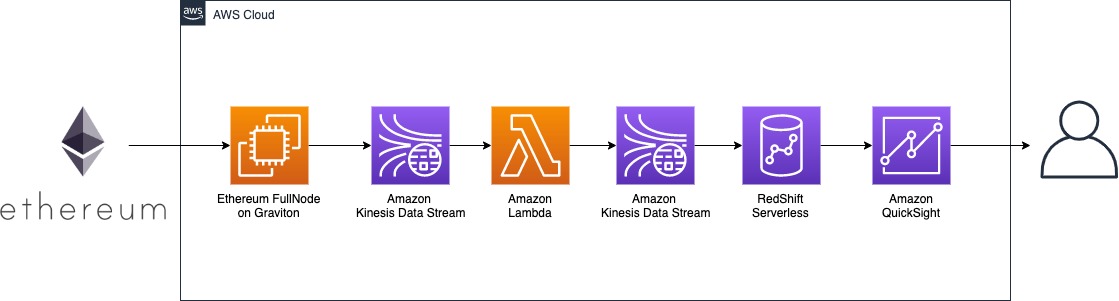 aws
AWS Cloud
ethereum
Ethereum FullNode
on Graviton
Amazon
Kinesis Data Stream
Amazon
Lambda
Amazon
Kinesis Data Stream
RedShift
Serverless
Amazon
QuickSight